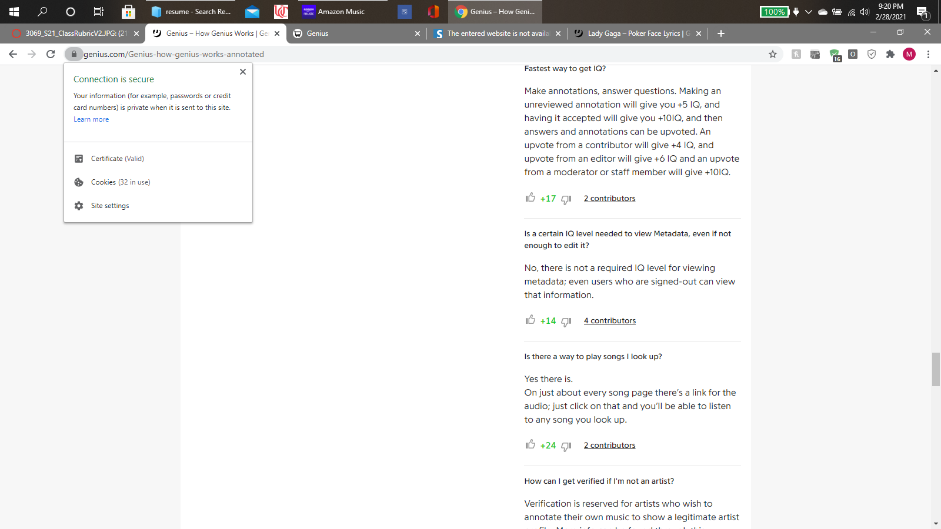 resume - Search Re...
Amazon Music
Genius – How Geni...
100%
9:20 PM
2/28/2021
1
3069_S21_ClassRubricV2.JPG: (21
Genius – How Genius Works | Ge
Genius
The entered website is not availa
Lady Gaga – Poker Face Lyrics | G
genius.com/Genius-how-genius-works-annotated
16
M
Connection is secure
Your information (for example, passwords or credit
card numbers) is private when it is sent to this site.
Learn more
Certificate (Valid)
Cookies (32 in use)
Site settings
Fastest way to get IQ?
Make annotations, answer questions. Making an
unreviewed annotation will give you +5 IQ, and
having it accepted will give you +10IQ, and then
answers and annotations can be upvoted. An
upvote from a contributor will give +4 IQ, and
upvote from an editor will give +6 IQ and an upvote
from a moderator or staff member will give +10IQ.
+17 2 contributors
Is a certain IQ level needed to view Metadata, even if not
enough to edit it?
No, there is not a required IQ level for viewing
metadata; even users who are signed-out can view
that information.
+14 4 contributors
Is there a way to play songs I look up?
Yes there is.
On just about every song page there's a link for the
audio; just click on that and you'll be able to listen
to any song you look up.
+24 2 contributors
How can I get verified if I'm not an artist?
Verification is reserved for artists who wish to
annotate their own music to show a legitimate artist